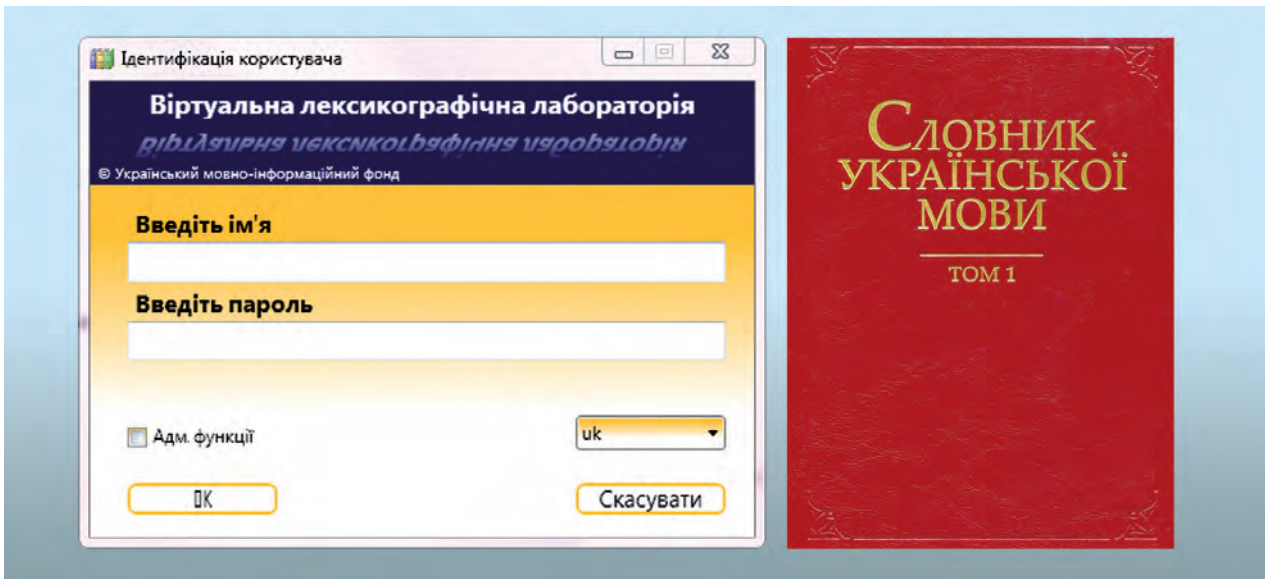 Ідентифікація користувача
Віртуальна лексикографічна лабораторія
© Український мовно-інформаційний фонд
Введіть ім'я
Введіть пароль
Адм. функції
uk
OK
Скасувати
СЛОВНИК
УКРАЇНСЬКОЇ
МОВИ
ТОМ 1